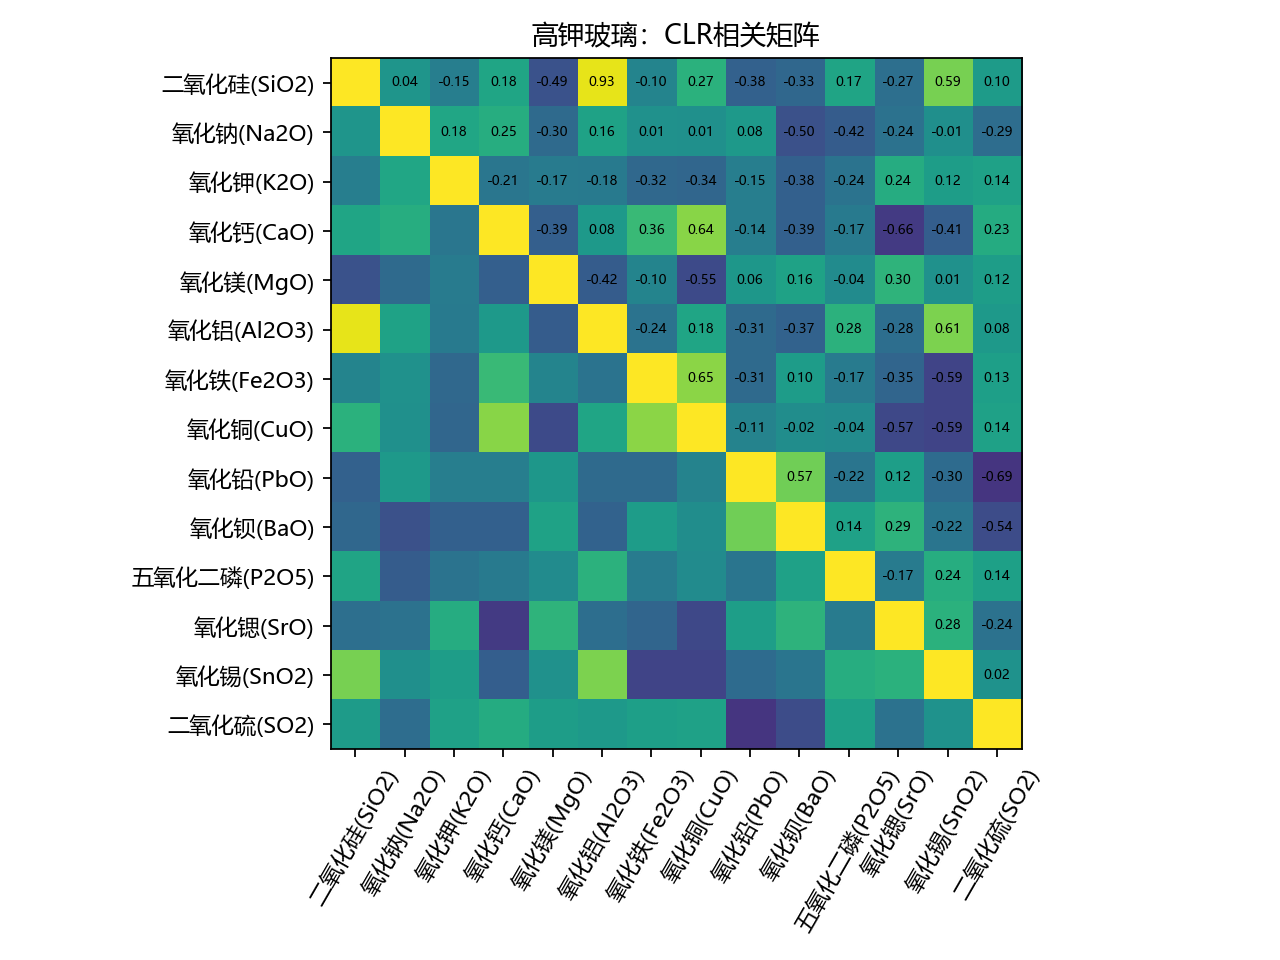 高钾玻璃：CLR相关矩阵
二氧化硅(SiO2) 0.04 -0.15 0.18 -0.49 0.93 -0.10 0.27 -0.38 -0.33 0.17 -0.27 0.59 0.10
氧化钠(Na2O) 0.18 0.25 -0.30 0.16 0.01 0.01 0.08 -0.50 -0.42 -0.24 -0.01 -0.29
氧化钾(K2O) -0.21 -0.17 -0.18 -0.32 -0.34 -0.15 -0.38 -0.24 0.24 0.12 0.14
氧化钙(CaO) -0.39 0.08 0.36 0.64 -0.14 -0.39 -0.17 -0.66 -0.41 0.23
氧化镁(MgO) -0.42 -0.10 -0.55 0.06 0.16 -0.04 0.30 0.01 0.12
氧化铝(Al2O3) -0.24 0.18 -0.31 -0.37 0.28 -0.28 0.61 0.08
氧化铁(Fe2O3) 0.65 -0.31 0.10 -0.17 -0.35 -0.59 0.13
氧化铜(CuO) -0.11 -0.02 -0.04 -0.57 -0.59 0.14
氧化铅(PbO) 0.57 -0.22 0.12 -0.30 -0.69
氧化钡(BaO) 0.14 0.29 -0.22 -0.54
五氧化二磷(P2O5) -0.17 0.24 0.14
氧化锶(SrO) 0.28 -0.24
氧化锡(SnO2) 0.02
二氧化硫(SO2)
二氧化硅(SiO2)
氧化钠(Na2O)
氧化钾(K2O)
氧化钙(CaO)
氧化镁(MgO)
氧化铝(Al2O3)
氧化铁(Fe2O3)
氧化铜(CuO)
氧化铅(PbO)
氧化钡(BaO)
五氧化二磷(P2O5)
氧化锶(SrO)
氧化锡(SnO2)
二氧化硫(SO2)